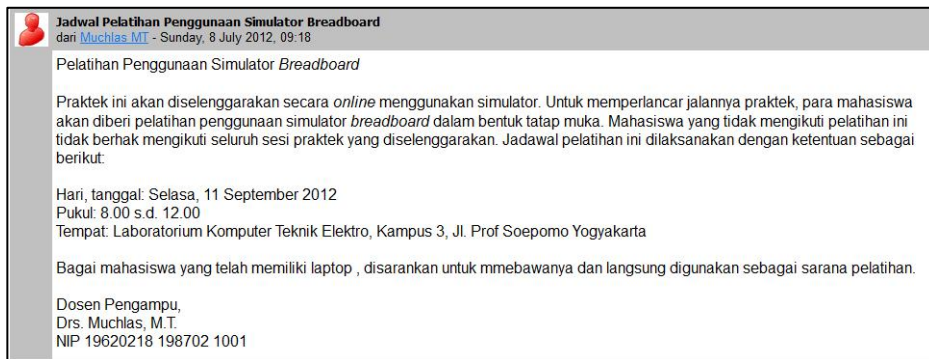 Jadwal Pelatihan Penggunaan Simulator Breadboard
dari Muchlas MT - Sunday, 8 July 2012, 09:18
Pelatihan Penggunaan Simulator Breadboard
Praktek ini akan diselenggarakan secara online menggunakan simulator. Untuk memperlancar jalannya praktek, para mahasiswa
akan diberi pelatihan penggunaan simulator breadboard dalam bentuk tatap muka. Mahasiswa yang tidak mengikuti pelatihan ini
tidak berhak mengikuti seluruh sesi praktek yang diselenggarakan. Jadawal pelatihan ini dilaksanakan dengan ketentuan sebagai
berikut:
Hari, tanggal: Selasa, 11 September 2012
Pukul: 8.00 s.d. 12.00
Tempat: Laboratorium Komputer Teknik Elektro, Kampus 3, Jl. Prof Soepomo Yogyakarta
Bagai mahasiswa yang telah memiliki laptop , disarankan untuk mmebawanya dan langsung digunakan sebagai sarana pelatihan.
Dosen Pengampu,
Drs. Muchlas, M.T.
NIP 19620218 198702 1001